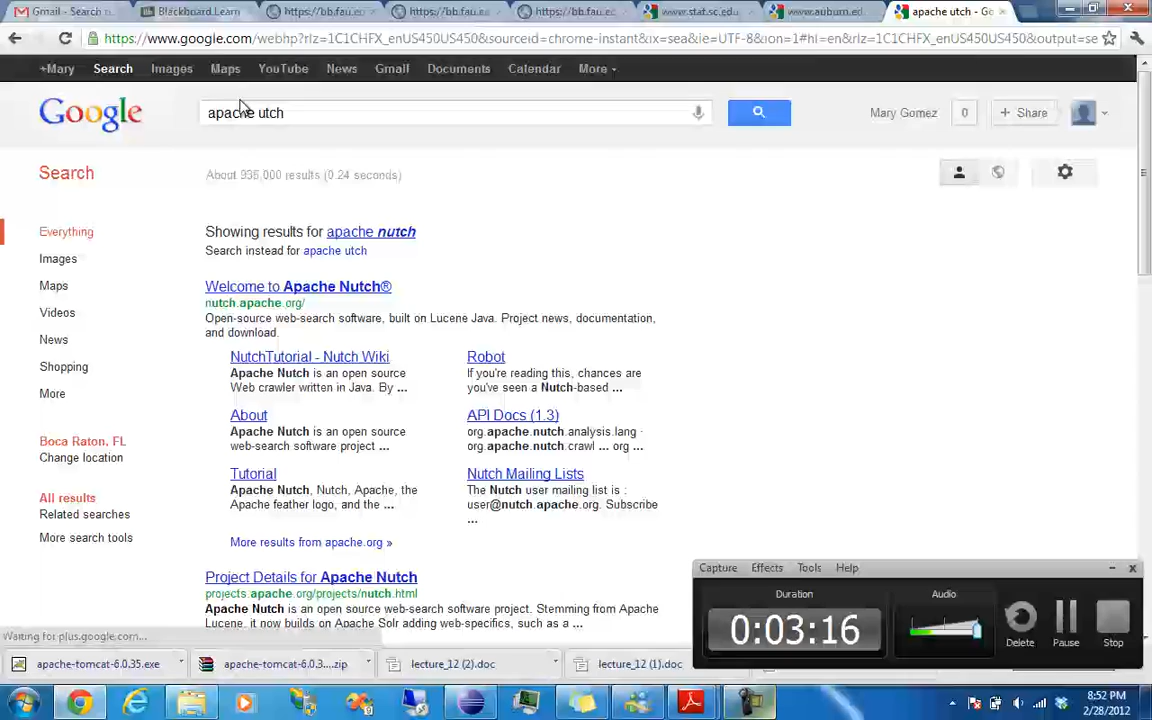 Gmail - Search
Blackboard Learn
https://bb.fau.e
https://bb.fau.e
https://bb.fau.e
www.stat.sc.edu
www.auburn.ed
apache utch - Go
https://www.google.com/webhp?rlz=1C1CHFX_enUS450US450&sourceid=chrome-instant&ix=sea&ie=UTF-8&ion=1#hl=en&rlz=1C1CHFX_enUS450US450&output=se
+Mary Search Images Maps YouTube News Gmail Documents Calendar More
Google
apache utch
Mary Gomez 0 + Share
Search
About 935,000 results (0.24 seconds)
Everything
Images
Maps
Videos
News
Shopping
More
Boca Raton, FL
Change location
All results
Related searches
More search tools
Showing results for apache nutch
Search instead for apache utch
Welcome to Apache Nutch®
nutch.apache.org/
Open-source web-search software, built on Lucene Java. Project news, documentation,
and download.
NutchTutorial - Nutch Wiki
Apache Nutch is an open source
Web crawler written in Java. By ...
Robot
If you're reading this, chances are
you've seen a Nutch-based ...
About
Apache Nutch is an open source
web-search software project ...
API Docs (1.3)
org.apache.nutch.analysis.lang ·
org.apache.nutch.crawl ... org ...
Tutorial
Apache Nutch, Nutch, Apache, the
Apache feather logo, and the ...
Nutch Mailing Lists
The Nutch user mailing list is :
user@nutch.apache.org. Subscribe
...
More results from apache.org »
Project Details for Apache Nutch
projects.apache.org/projects/nutch.html
Apache Nutch is an open source web-search software project. Stemming from Apache
Lucene, it now builds on Apache Solr adding web-specifics, such as a ...
Waiting for plus.google.com...
Capture Effects Tools Help
Duration
0:03:16
Audio
Delete
Pause
Stop
apache-tomcat-6.0.35.exe
apache-tomcat-6.0.3....zip
lecture_12 (2).doc
lecture_12 (1).doc
8:52 PM
2/28/2012